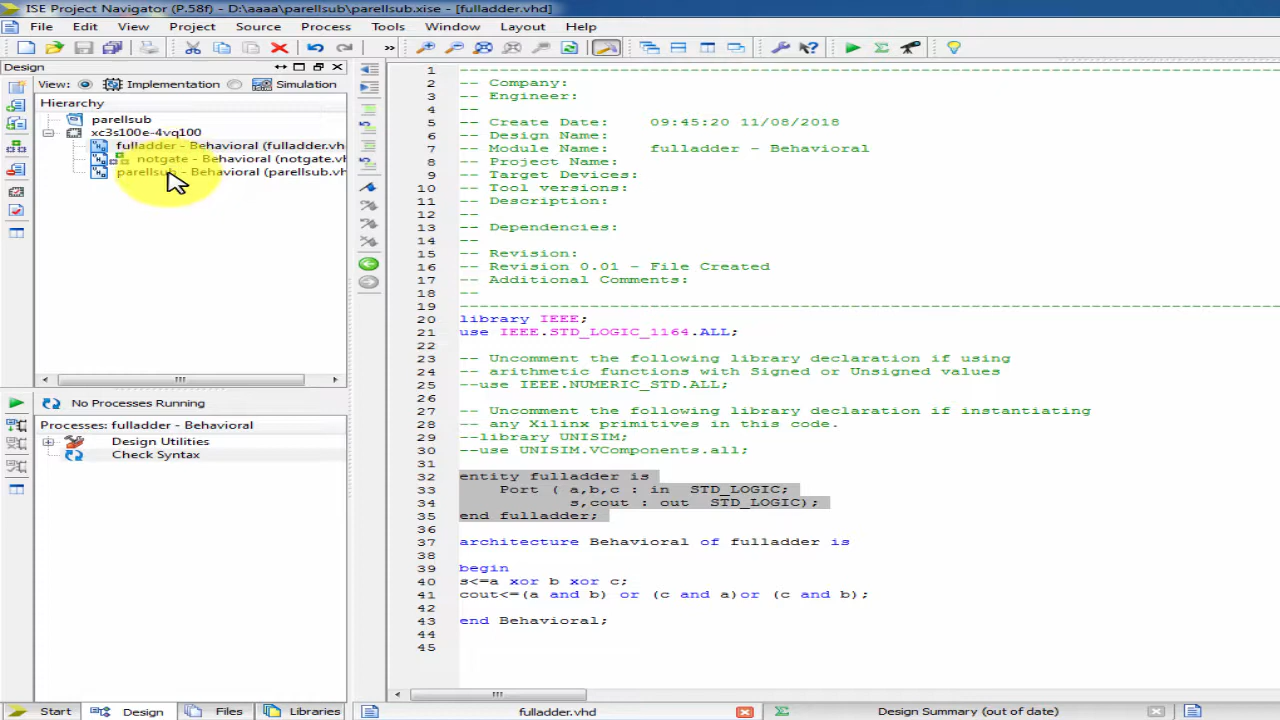 ISE Project Navigator (P.58f) - D:\aaaa\parellsub\parellsub.xise - [fulladder.vhd]
File Edit View Project Source Process Tools Window Layout Help
Design
View: Implementation Simulation
Hierarchy
parellsub
xc3s100e-4vq100
fulladder - Behavioral (fulladder.vh
notgate - Behavioral (notgate.vh
parellsub - Behavioral (parellsub.vh
No Processes Running
Processes: fulladder - Behavioral
Design Utilities
Check Syntax
Start Design Files Libraries
1 ----------------------------------------------------------------------------------
2 -- Company:
3 -- Engineer:
4 --
5 -- Create Date:    09:45:20 11/08/2018
6 -- Design Name:
7 -- Module Name:    fulladder - Behavioral
8 -- Project Name:
9 -- Target Devices:
10 -- Tool versions:
11 -- Description:
12 --
13 -- Dependencies:
14 --
15 -- Revision:
16 -- Revision 0.01 - File Created
17 -- Additional Comments:
18 --
19 ----------------------------------------------------------------------------------
20 library IEEE;
21 use IEEE.STD_LOGIC_1164.ALL;
22
23 -- Uncomment the following library declaration if using
24 -- arithmetic functions with Signed or Unsigned values
25 --use IEEE.NUMERIC_STD.ALL;
26
27 -- Uncomment the following library declaration if instantiating
28 -- any Xilinx primitives in this code.
29 --library UNISIM;
30 --use UNISIM.VComponents.all;
31
32 entity fulladder is
33     Port ( a,b,c : in  STD_LOGIC;
34            s,cout : out  STD_LOGIC);
35 end fulladder;
36
37 architecture Behavioral of fulladder is
38
39 begin
40 s<=a xor b xor c;
41 cout<=(a and b) or (c and a)or (c and b);
42
43 end Behavioral;
44
45
fulladder.vhd Design Summary (out of date)